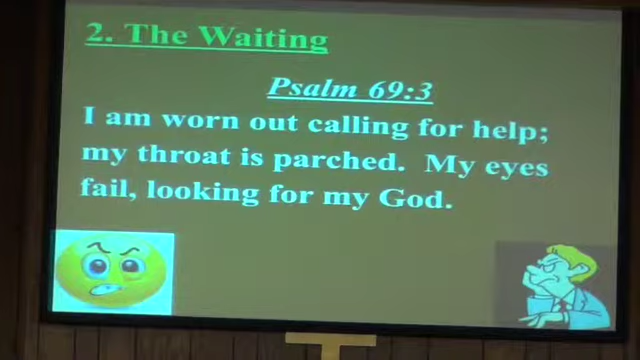 2. The Waiting
Psalm 69:3
I am worn out calling for help;
my throat is parched. My eyes
fail, looking for my God.